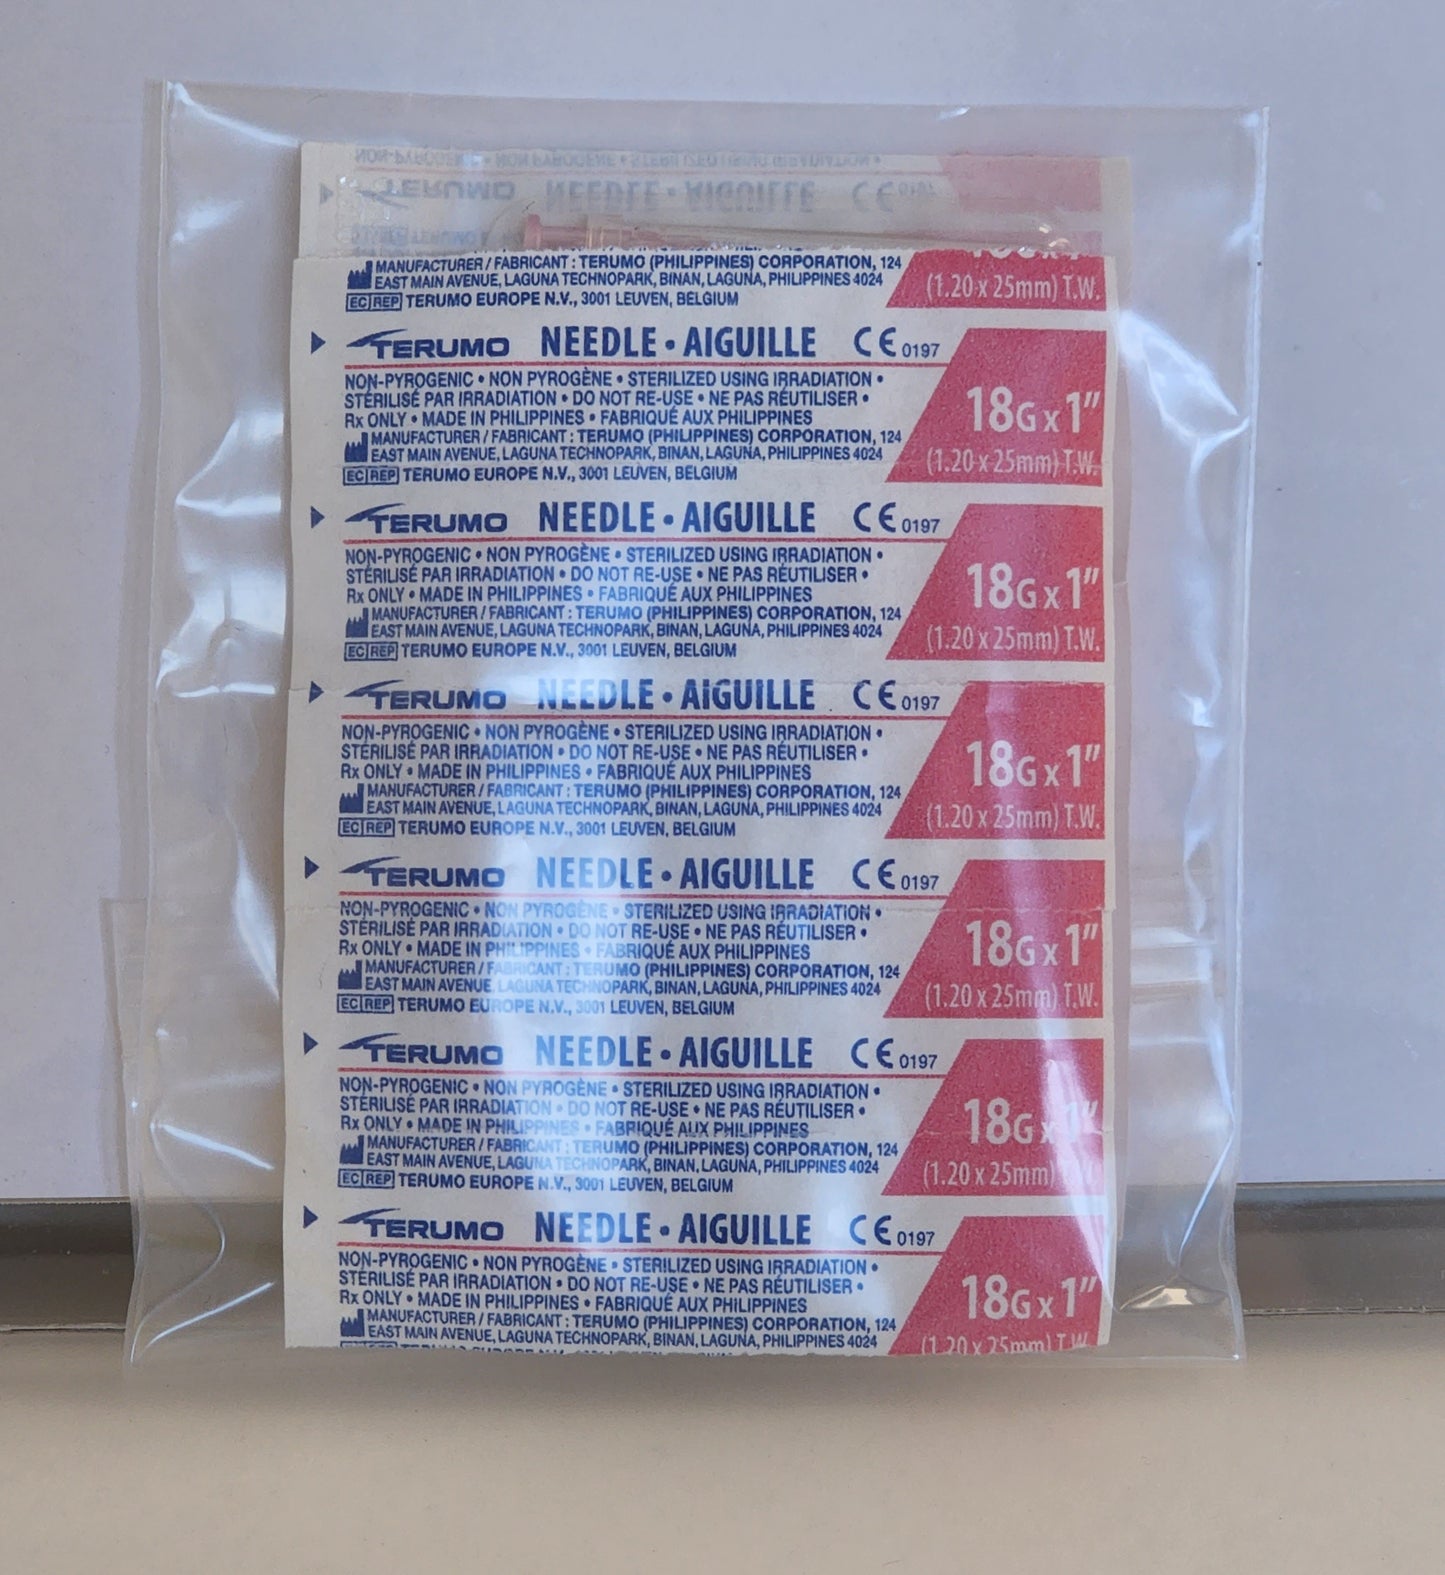 NON-PYROGENIC • NON PYROGÈNE • STERILIZED USING IRRADIATION •
TERUMO NEEDLE • AIGUILLE CE 0197
MANUFACTURER / FABRICANT : TERUMO (PHILIPPINES) CORPORATION, 124
EAST MAIN AVENUE, LAGUNA TECHNOPARK, BINAN, LAGUNA, PHILIPPINES 4024
EC REP TERUMO EUROPE N.V., 3001 LEUVEN, BELGIUM
(1.20 x 25mm) T.W.
TERUMO NEEDLE • AIGUILLE CE 0197
NON-PYROGENIC • NON PYROGÈNE • STERILIZED USING IRRADIATION •
STÉRILISÉ PAR IRRADIATION • DO NOT RE-USE • NE PAS RÉUTILISER •
Rx ONLY • MADE IN PHILIPPINES • FABRIQUÉ AUX PHILIPPINES
MANUFACTURER / FABRICANT : TERUMO (PHILIPPINES) CORPORATION, 124
EAST MAIN AVENUE, LAGUNA TECHNOPARK, BINAN, LAGUNA, PHILIPPINES 4024
EC REP TERUMO EUROPE N.V., 3001 LEUVEN, BELGIUM
18G x 1"
(1.20 x 25mm) T.W.
TERUMO NEEDLE • AIGUILLE CE 0197
NON-PYROGENIC • NON PYROGÈNE • STERILIZED USING IRRADIATION •
STÉRILISÉ PAR IRRADIATION • DO NOT RE-USE • NE PAS RÉUTILISER •
Rx ONLY • MADE IN PHILIPPINES • FABRIQUÉ AUX PHILIPPINES
MANUFACTURER / FABRICANT : TERUMO (PHILIPPINES) CORPORATION, 124
EAST MAIN AVENUE, LAGUNA TECHNOPARK, BINAN, LAGUNA, PHILIPPINES 4024
EC REP TERUMO EUROPE N.V., 3001 LEUVEN, BELGIUM
18G x 1"
(1.20 x 25mm) T.W.
TERUMO NEEDLE • AIGUILLE CE 0197
NON-PYROGENIC • NON PYROGÈNE • STERILIZED USING IRRADIATION •
STÉRILISÉ PAR IRRADIATION • DO NOT RE-USE • NE PAS RÉUTILISER •
Rx ONLY • MADE IN PHILIPPINES • FABRIQUÉ AUX PHILIPPINES
MANUFACTURER / FABRICANT : TERUMO (PHILIPPINES) CORPORATION, 124
EAST MAIN AVENUE, LAGUNA TECHNOPARK, BINAN, LAGUNA, PHILIPPINES 4024
EC REP TERUMO EUROPE N.V., 3001 LEUVEN, BELGIUM
18G x 1"
(1.20 x 25mm) T.W.
TERUMO NEEDLE • AIGUILLE CE 0197
NON-PYROGENIC • NON PYROGÈNE • STERILIZED USING IRRADIATION •
STÉRILISÉ PAR IRRADIATION • DO NOT RE-USE • NE PAS RÉUTILISER •
Rx ONLY • MADE IN PHILIPPINES • FABRIQUÉ AUX PHILIPPINES
MANUFACTURER / FABRICANT : TERUMO (PHILIPPINES) CORPORATION, 124
EAST MAIN AVENUE, LAGUNA TECHNOPARK, BINAN, LAGUNA, PHILIPPINES 4024
EC REP TERUMO EUROPE N.V., 3001 LEUVEN, BELGIUM
18G x 1"
(1.20 x 25mm) T.W.
TERUMO NEEDLE • AIGUILLE CE 0197
NON-PYROGENIC • NON PYROGÈNE • STERILIZED USING IRRADIATION •
STÉRILISÉ PAR IRRADIATION • DO NOT RE-USE • NE PAS RÉUTILISER •
Rx ONLY • MADE IN PHILIPPINES • FABRIQUÉ AUX PHILIPPINES
MANUFACTURER / FABRICANT : TERUMO (PHILIPPINES) CORPORATION, 124
EAST MAIN AVENUE, LAGUNA TECHNOPARK, BINAN, LAGUNA, PHILIPPINES 4024
EC REP TERUMO EUROPE N.V., 3001 LEUVEN, BELGIUM
18G x 1"
(1.20 x 25mm) T.W.
TERUMO NEEDLE • AIGUILLE CE 0197
NON-PYROGENIC • NON PYROGÈNE • STERILIZED USING IRRADIATION •
STÉRILISÉ PAR IRRADIATION • DO NOT RE-USE • NE PAS RÉUTILISER •
Rx ONLY • MADE IN PHILIPPINES • FABRIQUÉ AUX PHILIPPINES
MANUFACTURER / FABRICANT : TERUMO (PHILIPPINES) CORPORATION, 124
EAST MAIN AVENUE, LAGUNA TECHNOPARK, BINAN, LAGUNA, PHILIPPINES 4024
18G x 1"
(1.20 x 25mm) T.W.